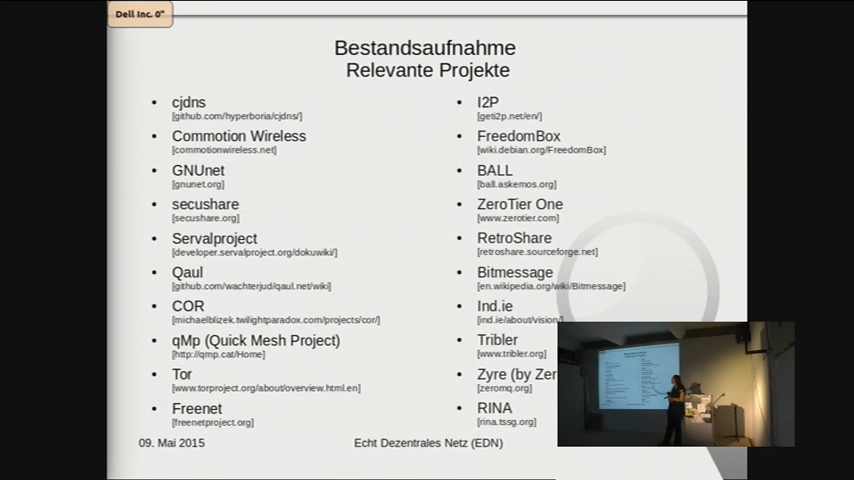 Dell Inc. 0"
Bestandsaufnahme
Relevante Projekte
• cjdns
[github.com/hyperboria/cjdns/]
• Commotion Wireless
[commotionwireless.net]
• GNUnet
[gnunet.org]
• secushare
[secushare.org]
• Servalproject
[developer.servalproject.org/dokuwiki/]
• Qaul
[github.com/wachterjud/qaul.net/wiki]
• COR
[michaelblizek.twilightparadox.com/projects/cor/]
• qMp (Quick Mesh Project)
[http://qmp.cat/Home]
• Tor
[www.torproject.org/about/overview.html.en]
• Freenet
[freenetproject.org]
• I2P
[geti2p.net/en/]
• FreedomBox
[wiki.debian.org/FreedomBox]
• BALL
[ball.askemos.org]
• ZeroTier One
[www.zerotier.com]
• RetroShare
[retroshare.sourceforge.net]
• Bitmessage
[en.wikipedia.org/wiki/Bitmessage]
• Ind.ie
[ind.ie/about/vision/]
• Tribler
[www.tribler.org]
• Zyre (by Zer
[zeromq.org]
• RINA
[rina.tssg.org]
09. Mai 2015
Echt Dezentrales Netz (EDN)